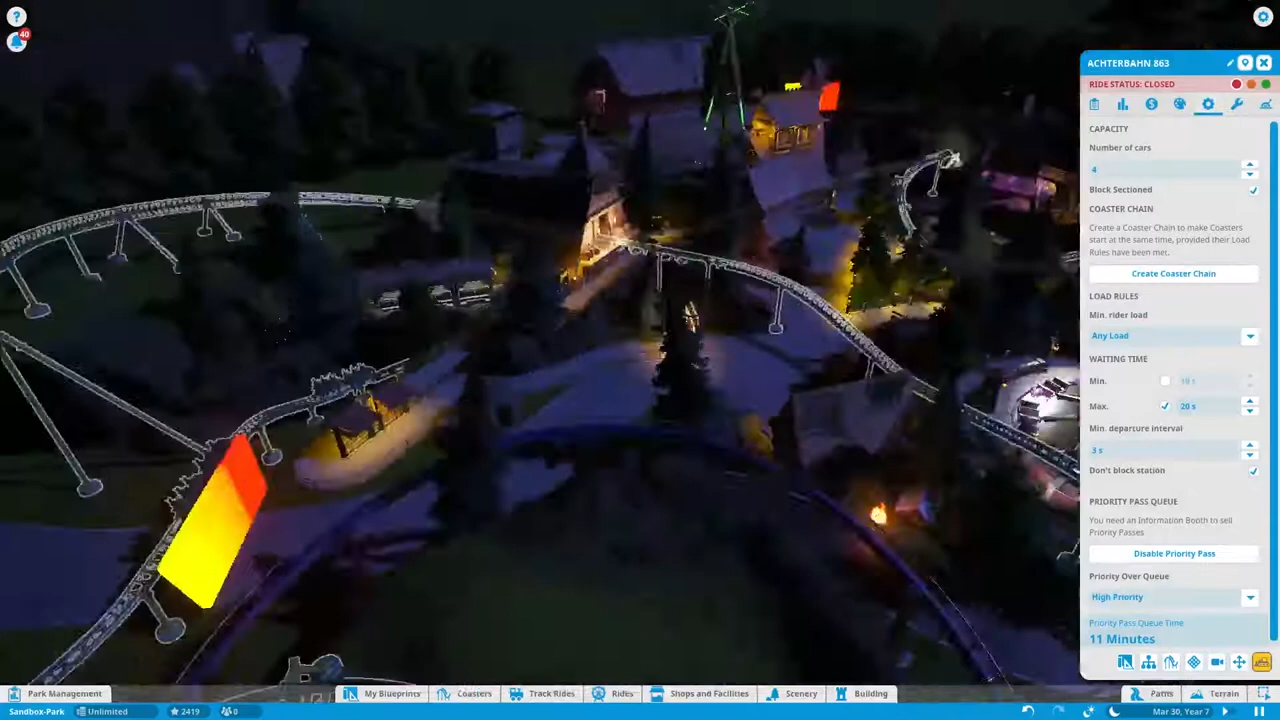 ?
40
ACHTERBAHN 863
RIDE STATUS: CLOSED
CAPACITY
Number of cars
4
Block Sectioned
COASTER CHAIN
Create a Coaster Chain to make Coasters
start at the same time, provided their Load
Rules have been met.
Create Coaster Chain
LOAD RULES
Min. rider load
Any Load
WAITING TIME
Min. 10 s
Max. 20 s
Min. departure interval
3 s
Don't block station
PRIORITY PASS QUEUE
You need an Information Booth to sell
Priority Passes
Disable Priority Pass
Priority Over Queue
High Priority
Priority Pass Queue Time
11 Minutes
Park Management
My Blueprints
Coasters
Track Rides
Rides
Shops and Facilities
Scenery
Building
Paths
Terrain
Sandbox-Park
Unlimited
2419
0
Mar 30, Year 7